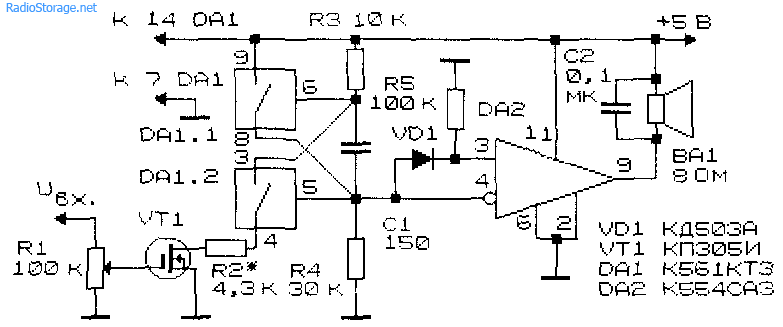 RadioStorage.net
К 14 DA1
R3 10 К
+5 В
9
C2
0,1
МК
К 7 DA1
6
R5
100 К
DA2
DA1.1
8
3
VD1
3
11
9
BA1
8 ОМ
DA1.2
5
4
Uвх.
VT1
4
C1
150
6
2
R1
100 К
R2*
4,3 К
R4
30 К
VD1 КД503А
VT1 КП305И
DA1 К561КТ3
DA2 К554СА3